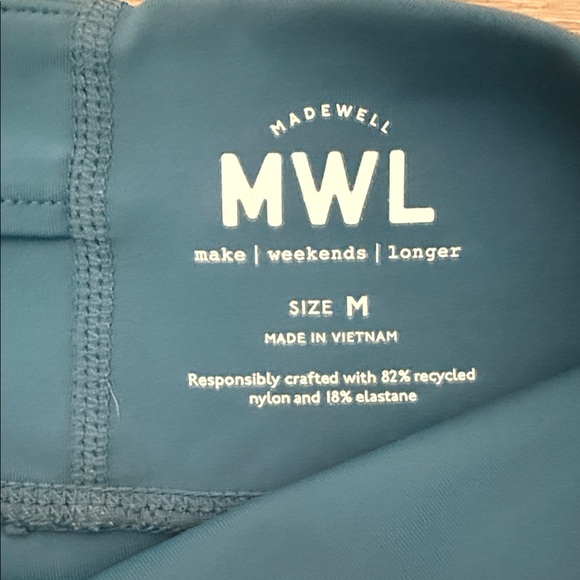 MADEWELL
MWL
make | weekends | longer
SIZE M
MADE IN VIETNAM
Responsibly crafted with 82% recycled
nylon and 18% elastane